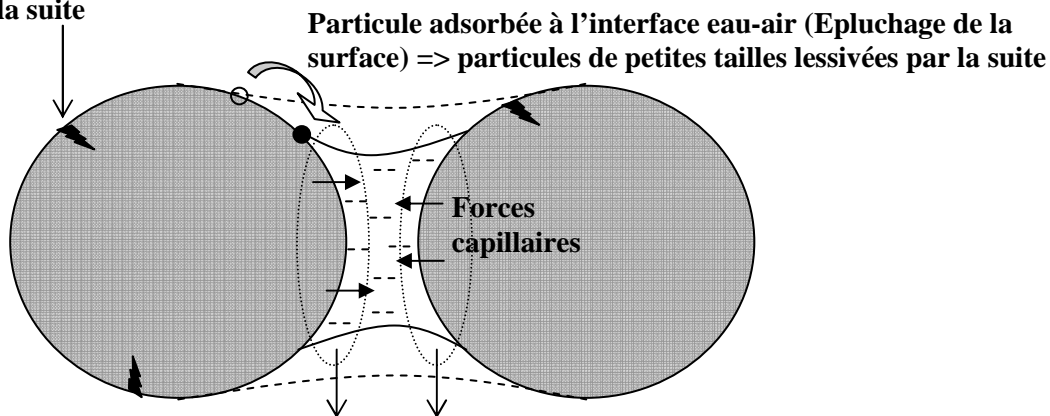 la suite
Particule adsorbée à l’interface eau-air (Epluchage de la
surface) => particules de petites tailles lessivées par la suite
Forces
capillaires